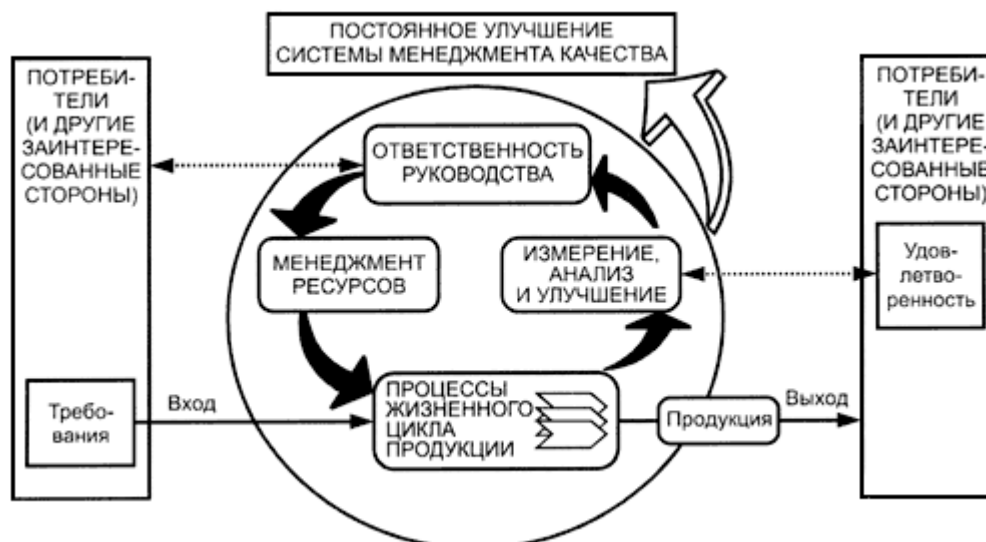 ПОСТОЯННОЕ УЛУЧШЕНИЕ
СИСТЕМЫ МЕНЕДЖМЕНТА КАЧЕСТВА
ПОТРЕБИ-
ТЕЛИ
(И ДРУГИЕ
ЗАИНТЕРЕ-
СОВАННЫЕ
СТОРОНЫ)
ПОТРЕБИ-
ТЕЛИ
(И ДРУГИЕ
ЗАИНТЕРЕ-
СОВАННЫЕ
СТОРОНЫ)
ОТВЕТСТВЕННОСТЬ
РУКОВОДСТВА
МЕНЕДЖМЕНТ
РЕСУРСОВ
ИЗМЕРЕНИЕ,
АНАЛИЗ
И УЛУЧШЕНИЕ
Удов-
летво-
ренность
Требо-
вания
Вход
ПРОЦЕССЫ
ЖИЗНЕННОГО
ЦИКЛА
ПРОДУКЦИИ
Продукция
Выход